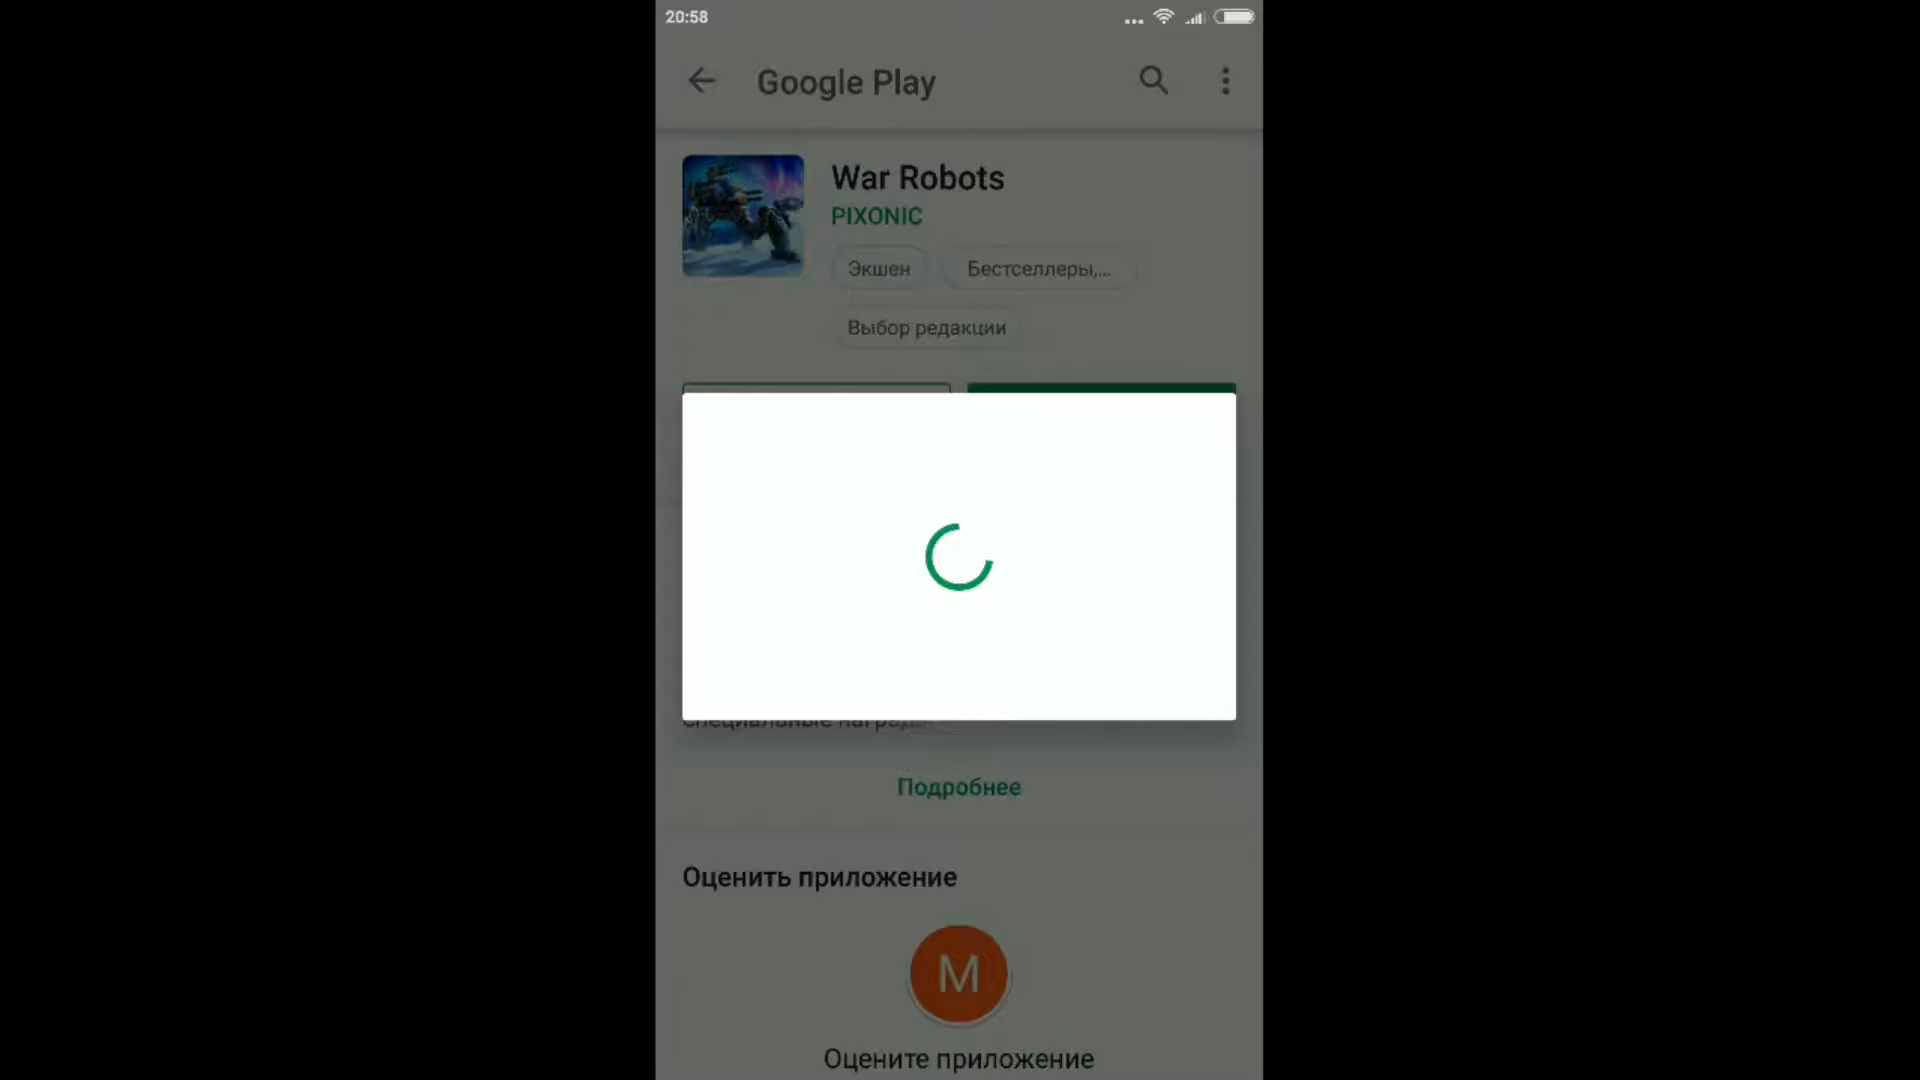 20:58
Google Play
War Robots
PIXONIC
Экшен
Бестселлеры,...
Выбор редакции
Подробнее
Оценить приложение
M
Оцените приложение